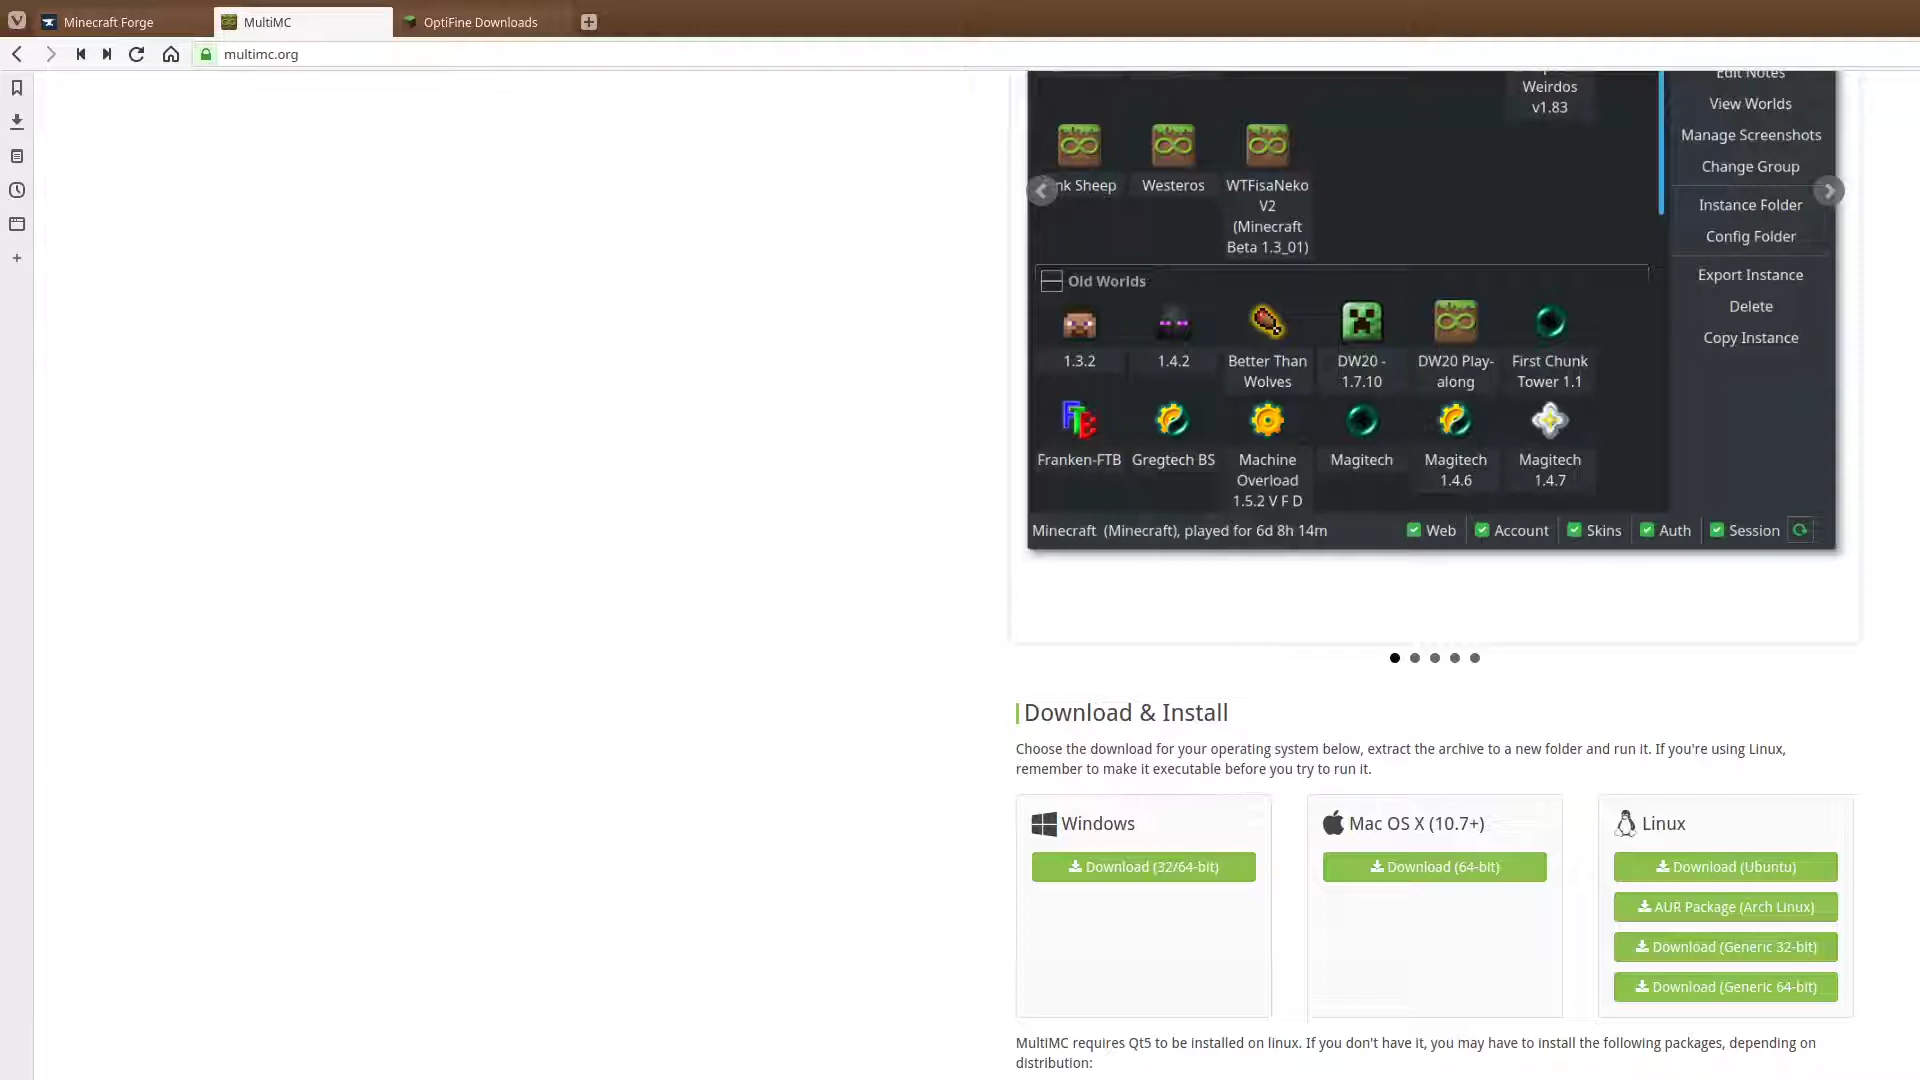 Minecraft Forge
MultiMC
OptiFine Downloads
multimc.org
Weirdos
v1.83
nk Sheep
Westeros
WTFisaNeko
V2
(Minecraft
Beta 1.3_01)
Edit Notes
View Worlds
Manage Screenshots
Change Group
Instance Folder
Config Folder
Export Instance
Delete
Copy Instance
Old Worlds
1.3.2
1.4.2
Better Than
Wolves
DW20 -
1.7.10
DW20 Play-
along
First Chunk
Tower 1.1
Franken-FTB
Gregtech BS
Machine
Overload
1.5.2 V F D
Magitech
Magitech
1.4.6
Magitech
1.4.7
Minecraft (Minecraft), played for 6d 8h 14m
Web
Account
Skins
Auth
Session
Download & Install
Choose the download for your operating system below, extract the archive to a new folder and run it. If you're using Linux,
remember to make it executable before you try to run it.
Windows
Download (32/64-bit)
Mac OS X (10.7+)
Download (64-bit)
Linux
Download (Ubuntu)
AUR Package (Arch Linux)
Download (Generic 32-bit)
Download (Generic 64-bit)
MultiMC requires Qt5 to be installed on linux. If you don't have it, you may have to install the following packages, depending on
distribution: